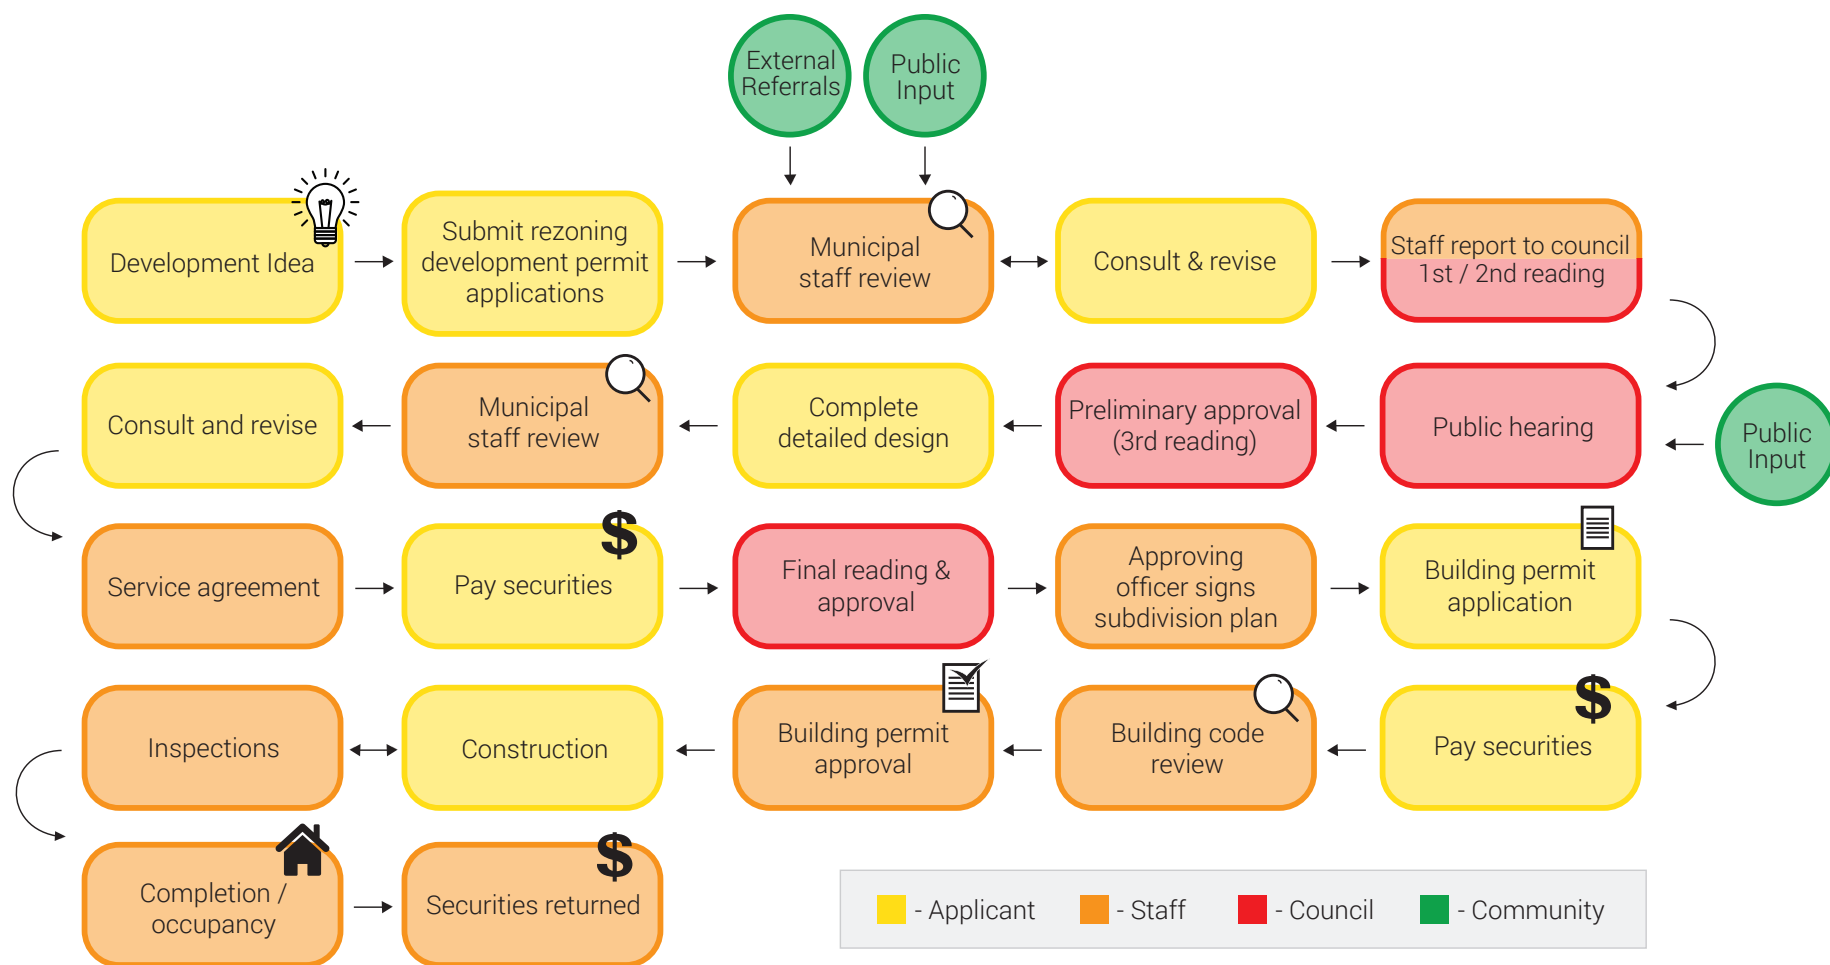 External
Referrals
Public
Input
Development Idea
Submit rezoning
development permit
applications
Municipal
staff review
Consult & revise
Staff report to council
1st / 2nd reading
Consult and revise
Municipal
staff review
Complete
detailed design
Preliminary approval
(3rd reading)
Public hearing
Public
Input
Service agreement
$
Pay securities
Final reading &
approval
Approving
officer signs
subdivision plan
Building permit
application
Inspections
Construction
Building permit
approval
Building code
review
$
Pay securities
Completion /
occupancy
$
Securities returned
- Applicant
- Staff
- Council
- Community